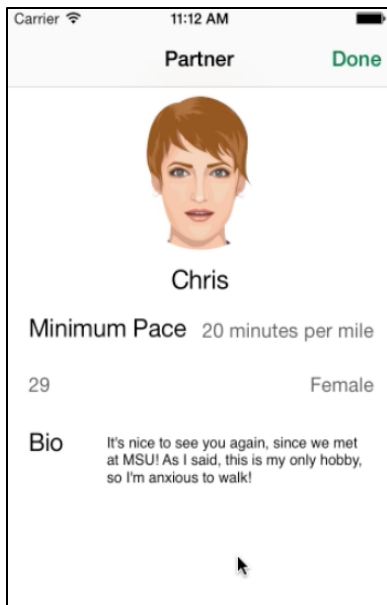 Carrier 11:12 AM
Partner Done
Chris
Minimum Pace 20 minutes per mile
29 Female
Bio It's nice to see you again, since we met
at MSU! As I said, this is my only hobby,
so I'm anxious to walk!